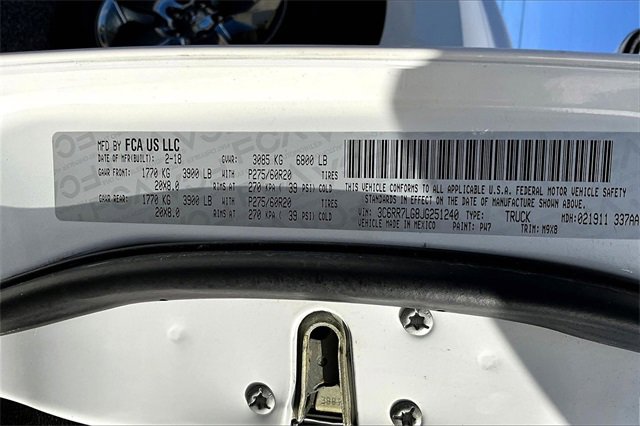 MFD BY FCA US LLC
DATE OF MFR(BUILT): 2-18 GVWR: 3085 KG 6800 LB
GWAR FRONT: 1770 KG 3900 LB WITH P275/60R20 TIRES
20X8.0 RIMS AT 270 KPA ( 39 PSI) COLD
GWAR REAR: 1770 KG 3900 LB WITH P275/60R20 TIRES
20X8.0 RIMS AT 270 KPA ( 39 PSI) COLD
THIS VEHICLE CONFORMS TO ALL APPLICABLE U.S.A. FEDERAL MOTOR VEHICLE SAFETY
STANDARDS IN EFFECT ON THE DATE OF MANUFACTURE SHOWN ABOVE.
VIN: 3C6RR7LG8JG251240 TYPE: TRUCK MDH:021911 337AA
VEHICLE MADE IN MEXICO PAINT: PW7 TRIM: M9X8